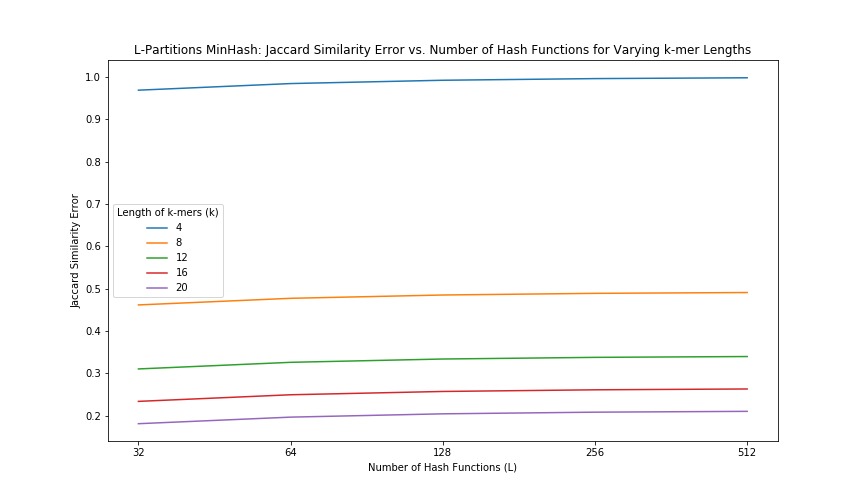 L-Partitions MinHash: Jaccard Similarity Error vs. Number of Hash Functions for Varying k-mer Lengths
1.0
0.9
0.8
0.7
0.6
0.5
0.4
0.3
0.2
Jaccard Similarity Error
Length of k-mers (k)
4
8
12
16
20
32 64 128 256 512
Number of Hash Functions (L)